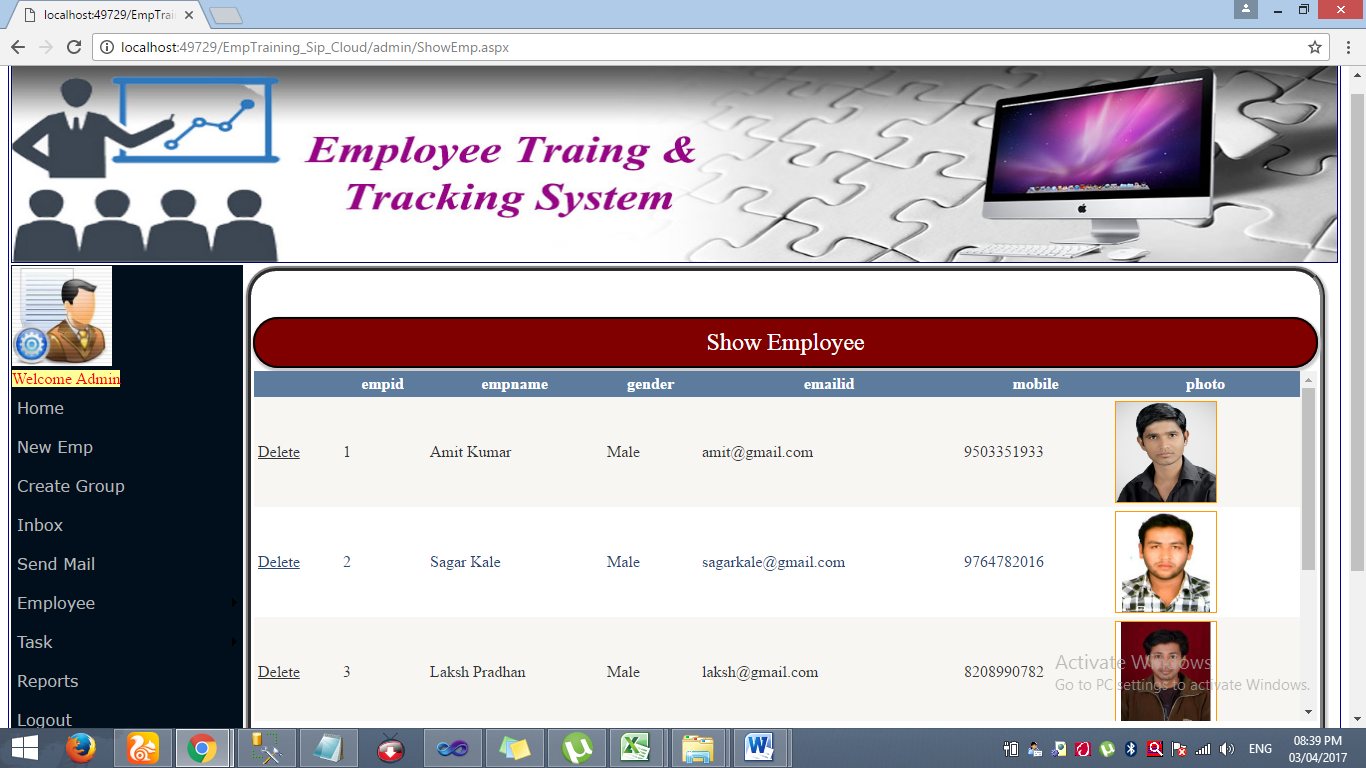 localhost:49729/EmpTrai
localhost:49729/EmpTraining_Sip_Cloud/admin/ShowEmp.aspx
Employee Traing &
Tracking System
Welcome Admin
Home
New Emp
Create Group
Inbox
Send Mail
Employee
Task
Reports
Logout
Show Employee
empid empname gender emailid mobile photo
Delete 1 Amit Kumar Male amit@gmail.com 9503351933
Delete 2 Sagar Kale Male sagarkale@gmail.com 9764782016
Delete 3 Laksh Pradhan Male laksh@gmail.com 8208990782
Activate Windows
Go to PC settings to activate Windows.
ENG
08:39 PM
03/04/2017